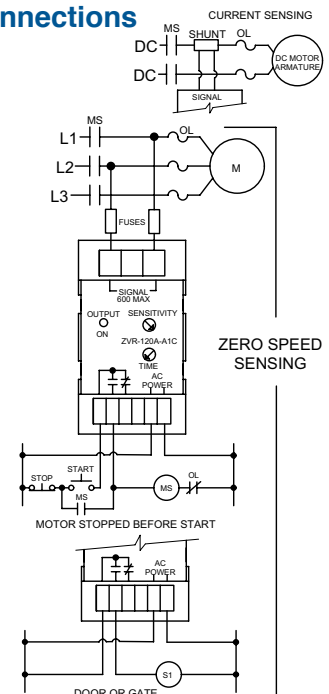 nnections
CURRENT SENSING
MS
SHUNT
OL
DC
DC
DC MOTOR
ARMATURE
SIGNAL
MS
L1
OL
L2
M
L3
FUSES
SIGNAL
600 MAX
OUTPUT
SENSITIVITY
ON
ZVR-120A-A1C
TIME
AC
POWER
ZERO SPEED
SENSING
STOP
START
MS
MS
OL
MOTOR STOPPED BEFORE START
AC
POWER
S1
DOOR OR GATE